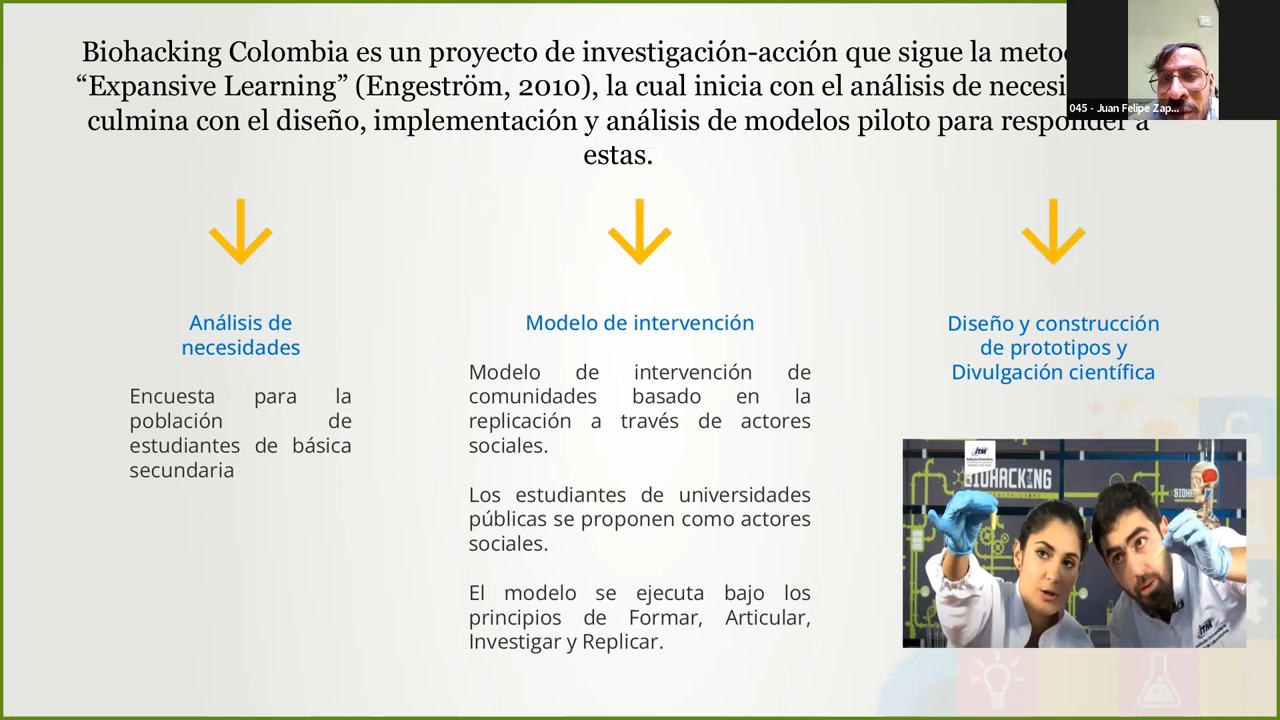 Biohacking Colombia es un proyecto de investigación-acción que sigue la
“Expansive Learning” (Engeström, 2010), la cual inicia con el análisis de
culmina con el diseño, implementación y análisis de modelos piloto para responder a
estas.
045 - Juan Felipe Zap...
Análisis de
necesidades
Encuesta para la
población de
estudiantes de básica
secundaria
Modelo de intervención
Modelo de intervención de
comunidades basado en la
replicación a través de actores
sociales.
Los estudiantes de universidades
públicas se proponen como actores
sociales.
El modelo se ejecuta bajo los
principios de Formar, Articular,
Investigar y Replicar.
Diseño y construcción
de prototipos y
Divulgación científica
iTM
BIOHACKING
iTM